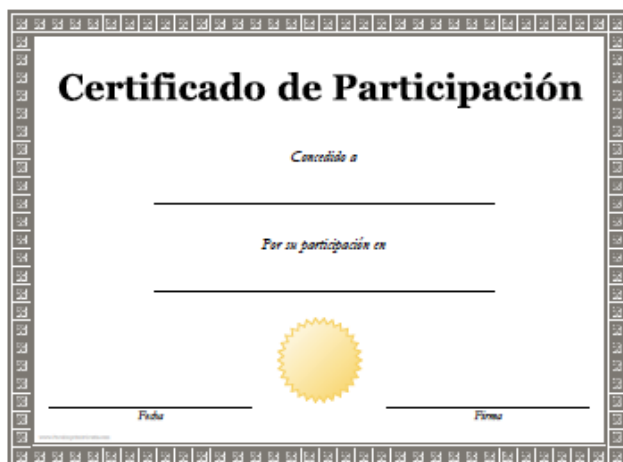 Certificado de Participación
Concedido a
Por su participación en
Fecha
Firma